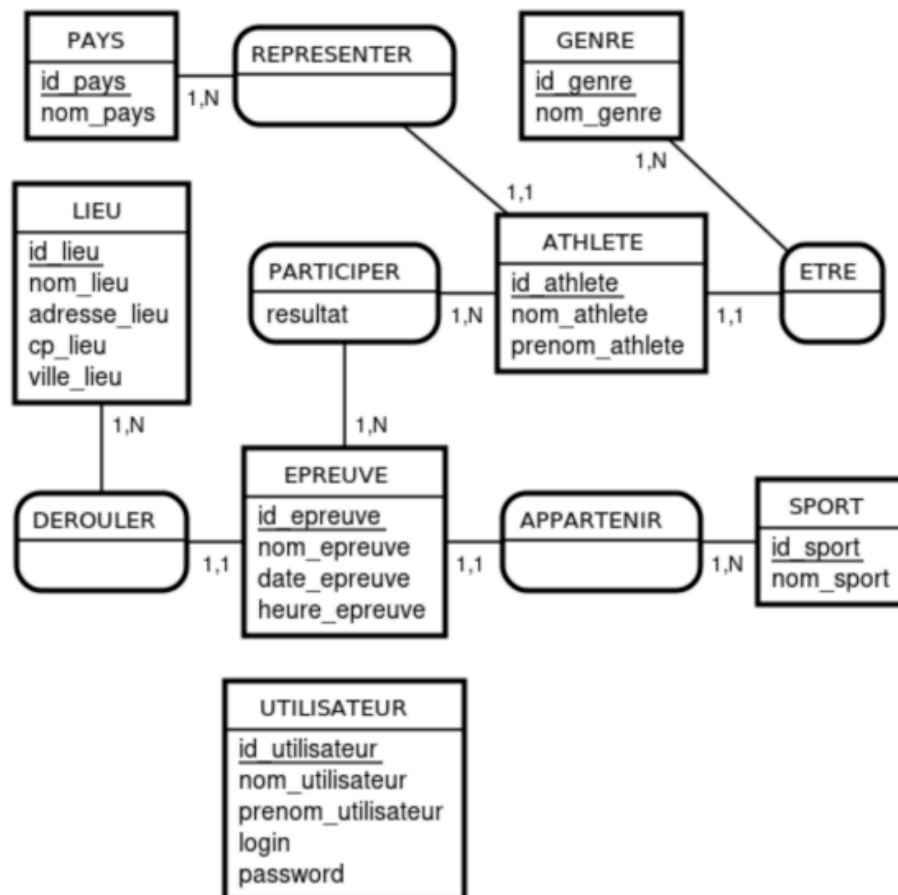 PAYS
id_pays
nom_pays
1,N
REPRESENTER
GENRE
id_genre
nom_genre
1,N
1,1
LIEU
id_lieu
nom_lieu
adresse_lieu
cp_lieu
ville_lieu
1,N
PARTICIPER
resultat
1,N
ATHLETE
id_athlete
nom_athlete
prenom_athlete
1,1
ETRE
1,N
DEROULER
1,1
EPREUVE
id_epreuve
nom_epreuve
date_epreuve
heure_epreuve
1,1
APPARTENIR
1,N
SPORT
id_sport
nom_sport
UTILISATEUR
id_utilisateur
nom_utilisateur
prenom_utilisateur
login
password